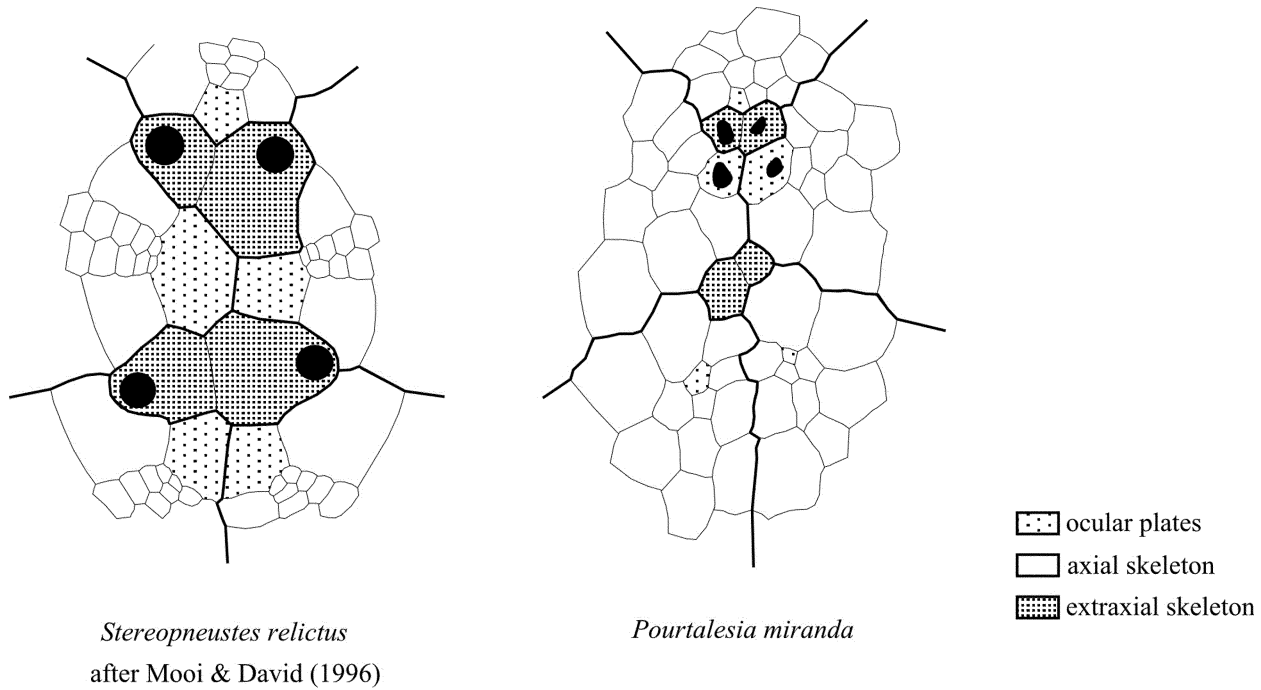 ocular plates
axial skeleton
extraxial skeleton
Stereopneustes relictus
after Mooi & David (1996)
Pourtalesia miranda